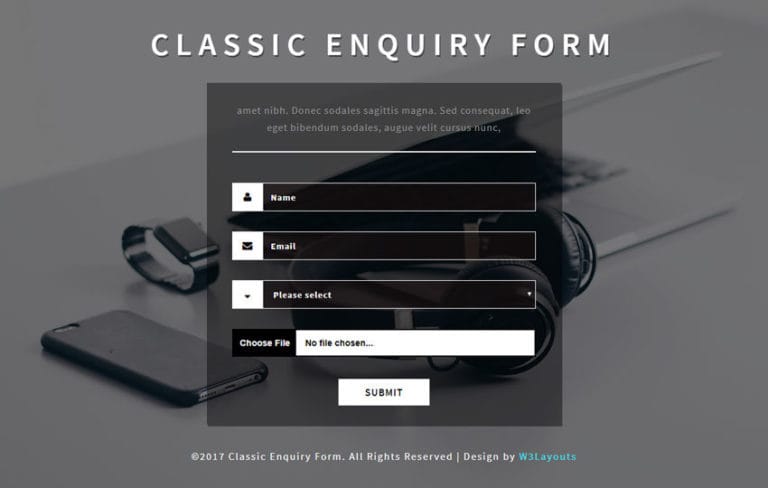 CLASSIC ENQUIRY FORM
amet nibh. Donec sodales sagittis magna. Sed consequat, leo
eget bibendum sodales, augue velit cursus nunc,
Name
Email
Please select
Choose File No file chosen...
SUBMIT
©2017 Classic Enquiry Form. All Rights Reserved | Design by W3Layouts